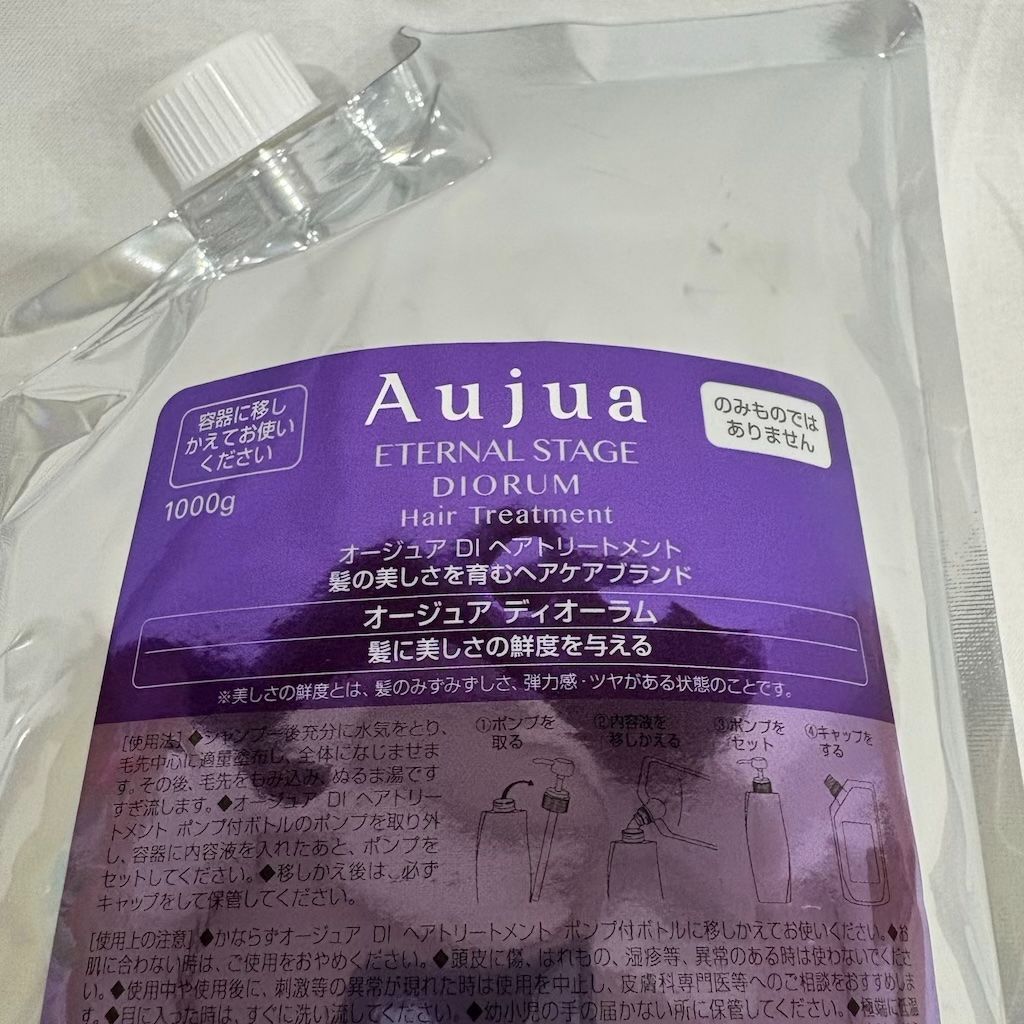 容器に移し
かえてお使い
ください
1000g
Aujua
ETERNAL STAGE
DIORUM
Hair Treatment
のみものでは
ありません
オージュア DI ヘアトリートメント
髪の美しさを育むヘアケアブランド
オージュア ディオーラム
髪に美しさの鮮度を与える
※美しさの鮮度とは、髪のみずみずしさ、弾力感・ツヤがある状態のことです。
[使用法]◆シャンプー後充分に水気をとり、
毛先中心に適量塗布し、全体になじませま
す。その後、毛先をもみ込み、ぬるま湯です
すぎ流します。◆オージュア DI ヘアトリー
トメント ポンプ付ボトルのポンプを取り外
し、容器に内容液を入れたあと、ポンプを
セットしてください。◆移しかえ後は、必ず
キャップをして保管してください。
①ポンプを
取る
②内容液を
移しかえる
③ポンプを
セット
④キャップを
する
[使用上の注意]◆かならずオージュア DI ヘアトリートメント ポンプ付ボトルに移しかえてお使いください。◆お
肌に合わない時は、ご使用をおやめください。◆頭皮に傷、はれもの、湿疹等、異常のある時は使わないでくださ
い。◆使用中や使用後に、刺激等の異常が現れた時は使用を中止し、皮膚科専門医等へのご相談をおすすめしま
す。◆目に入った時は、すぐに洗い流してください。◆幼小児の手の届かない所に保管してください。◆極端に低温